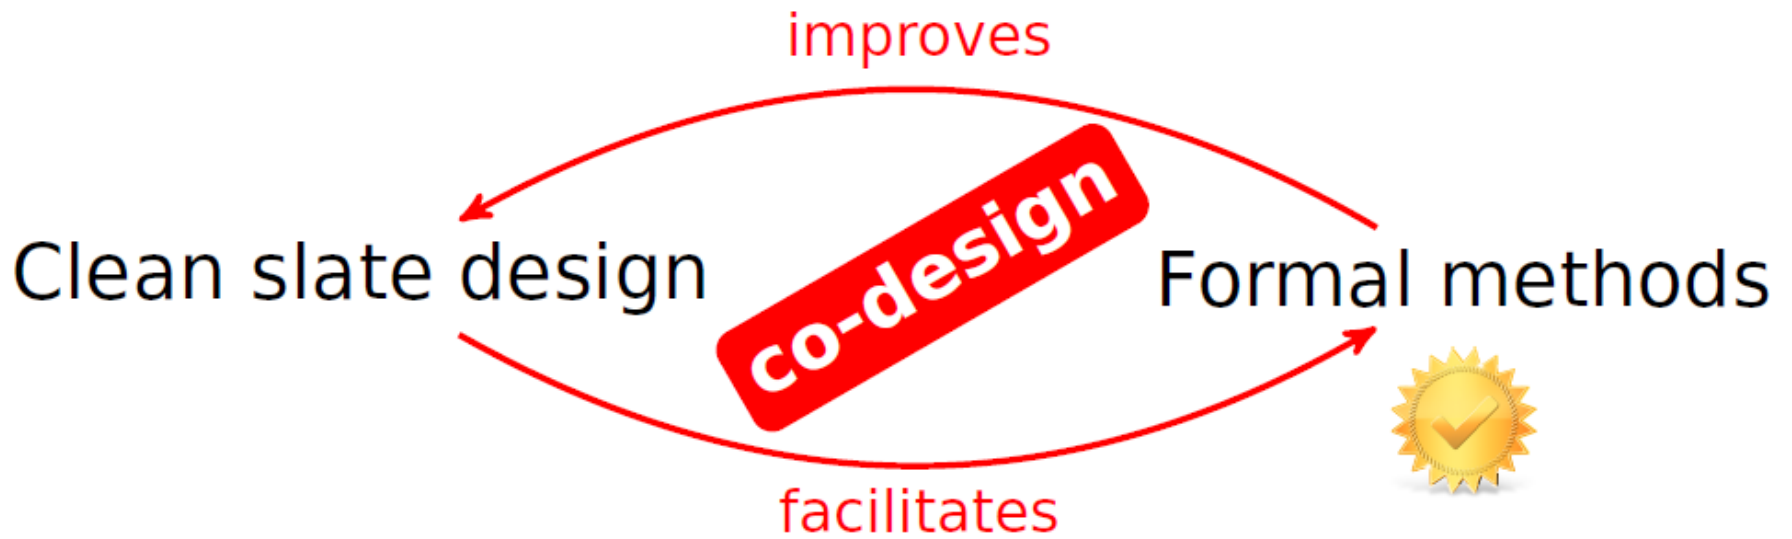 improves
Clean slate design
co-design
Formal methods
facilitates